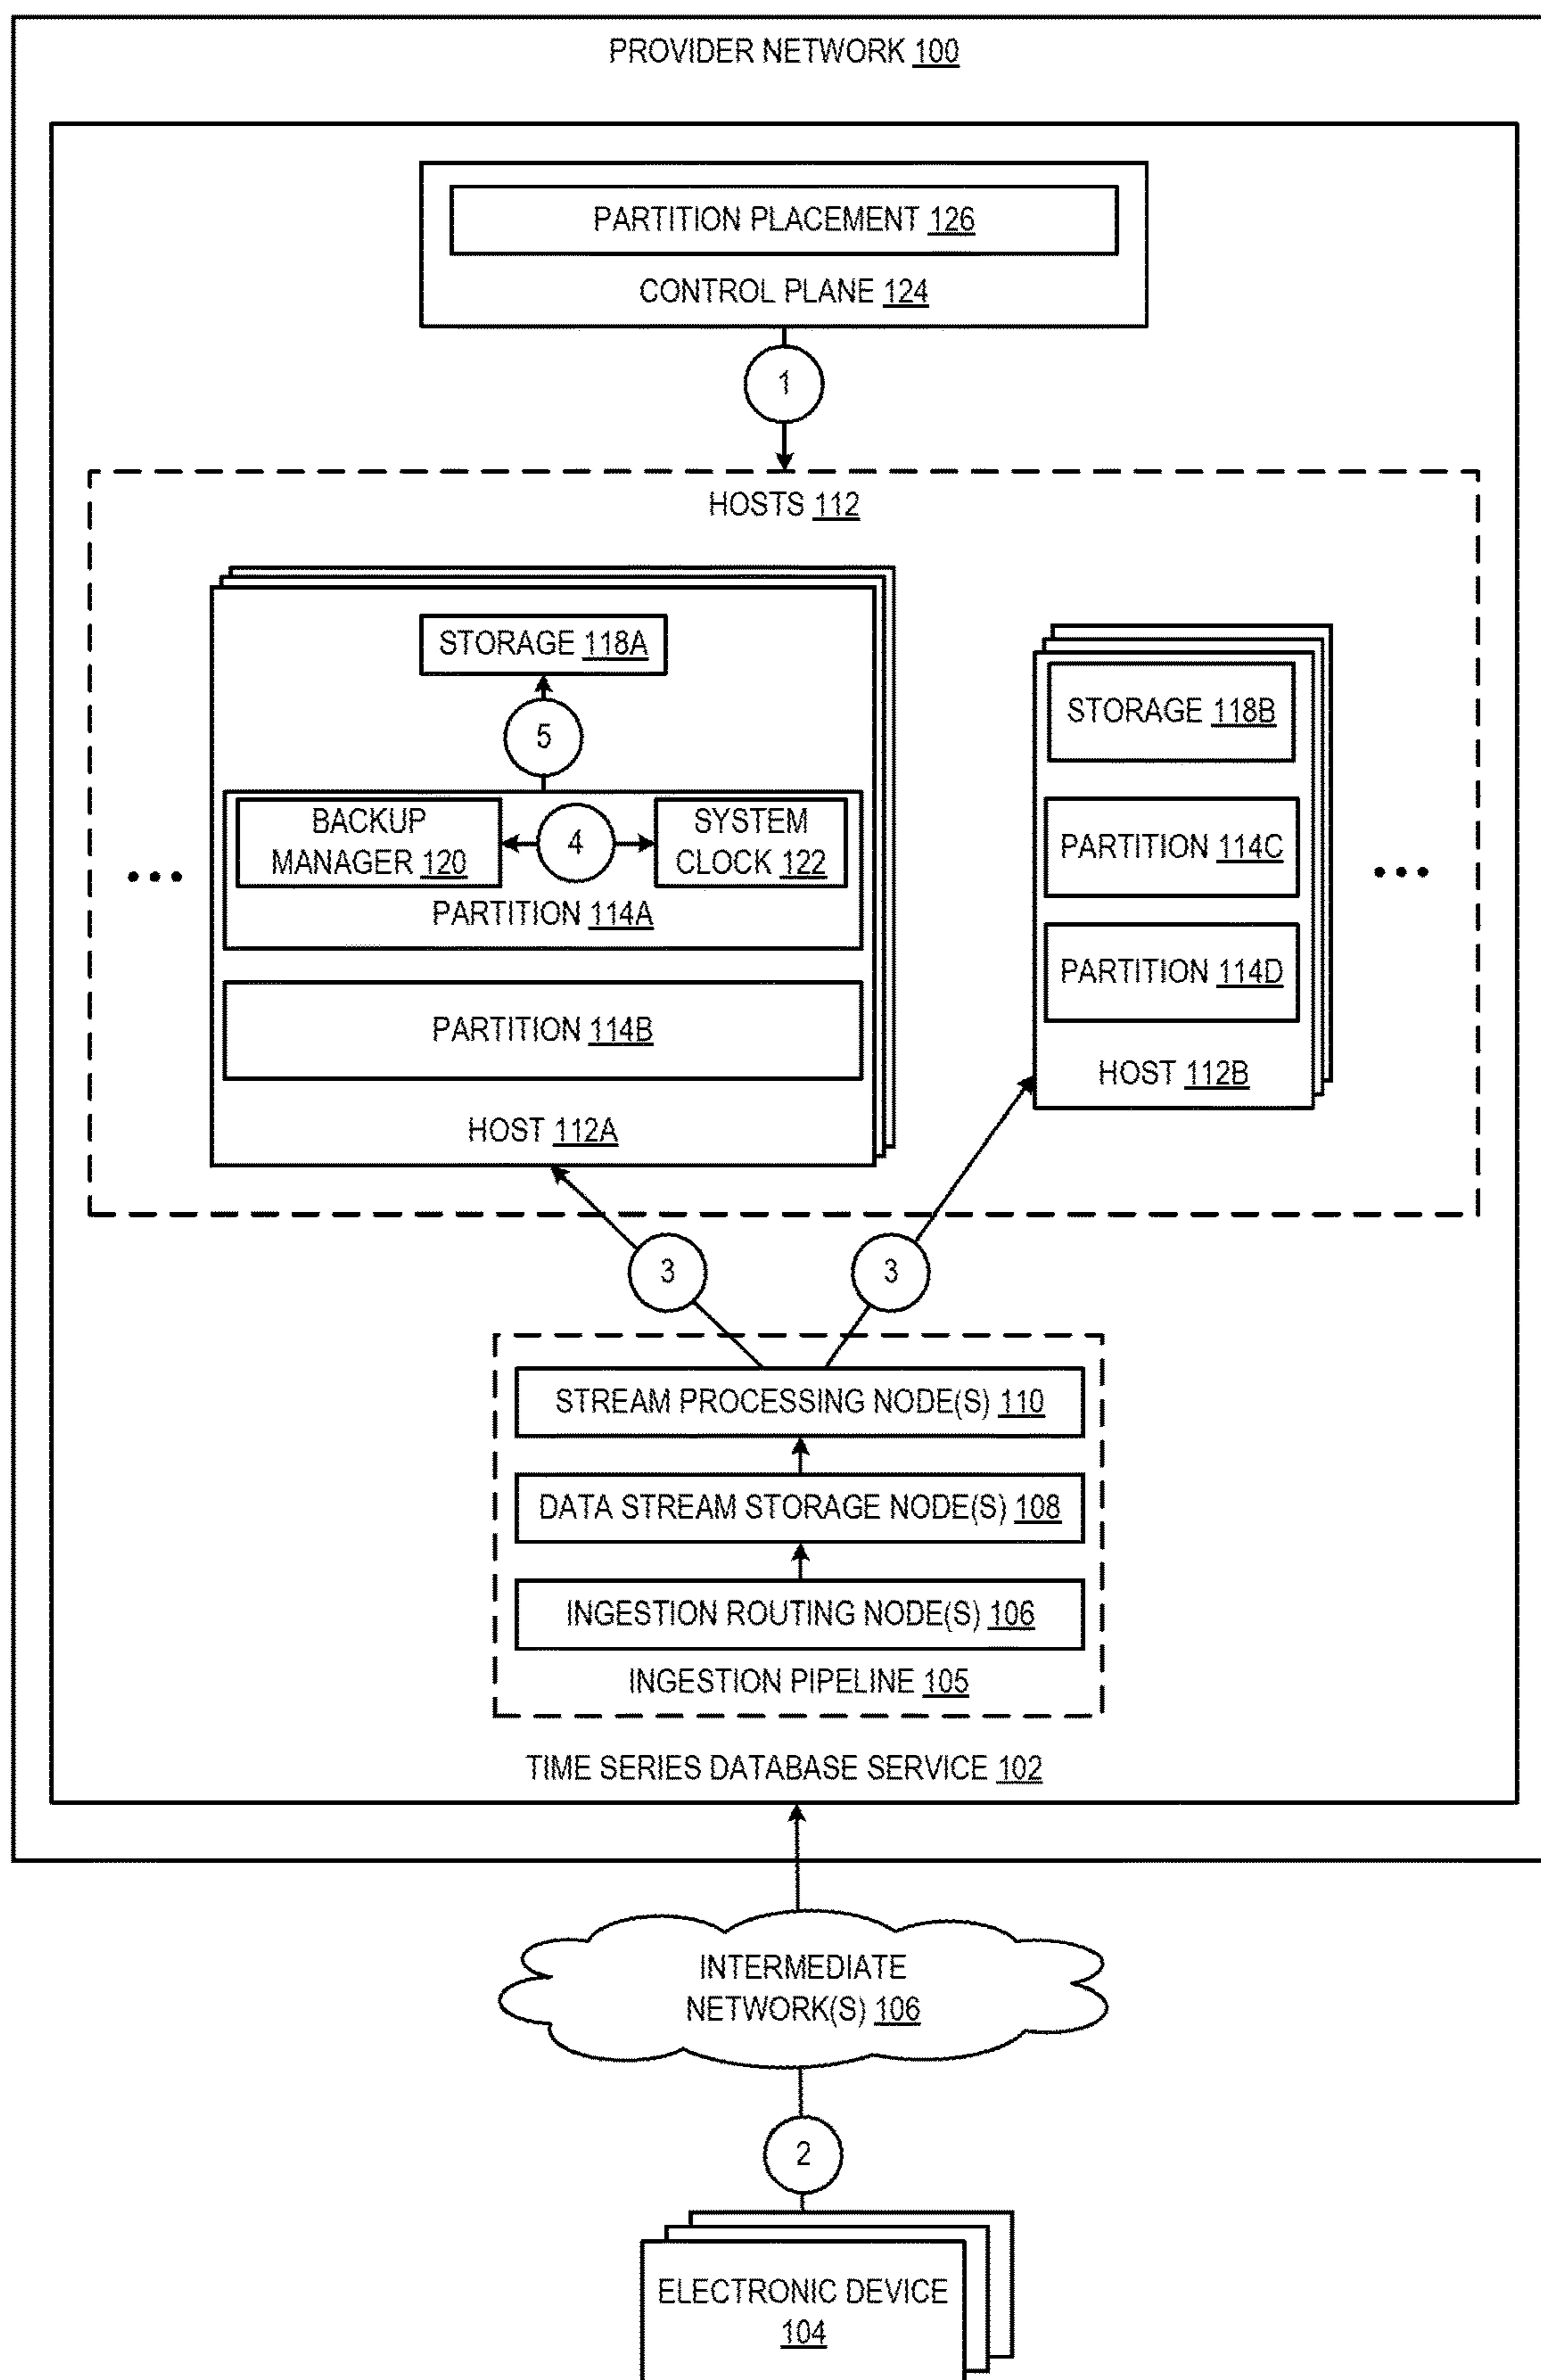 PROVIDER NETWORK 100
PARTITION PLACEMENT 126
CONTROL PLANE 124
1
HOSTS 112
STORAGE 118A
5
BACKUP
MANAGER 120
4
SYSTEM
CLOCK 122
PARTITION 114A
PARTITION 114B
HOST 112A
STORAGE 118B
PARTITION 114C
PARTITION 114D
HOST 112B
3
3
STREAM PROCESSING NODE(S) 110
DATA STREAM STORAGE NODE(S) 108
INGESTION ROUTING NODE(S) 106
INGESTION PIPELINE 105
TIME SERIES DATABASE SERVICE 102
INTERMEDIATE
NETWORK(S) 106
2
ELECTRONIC DEVICE
104